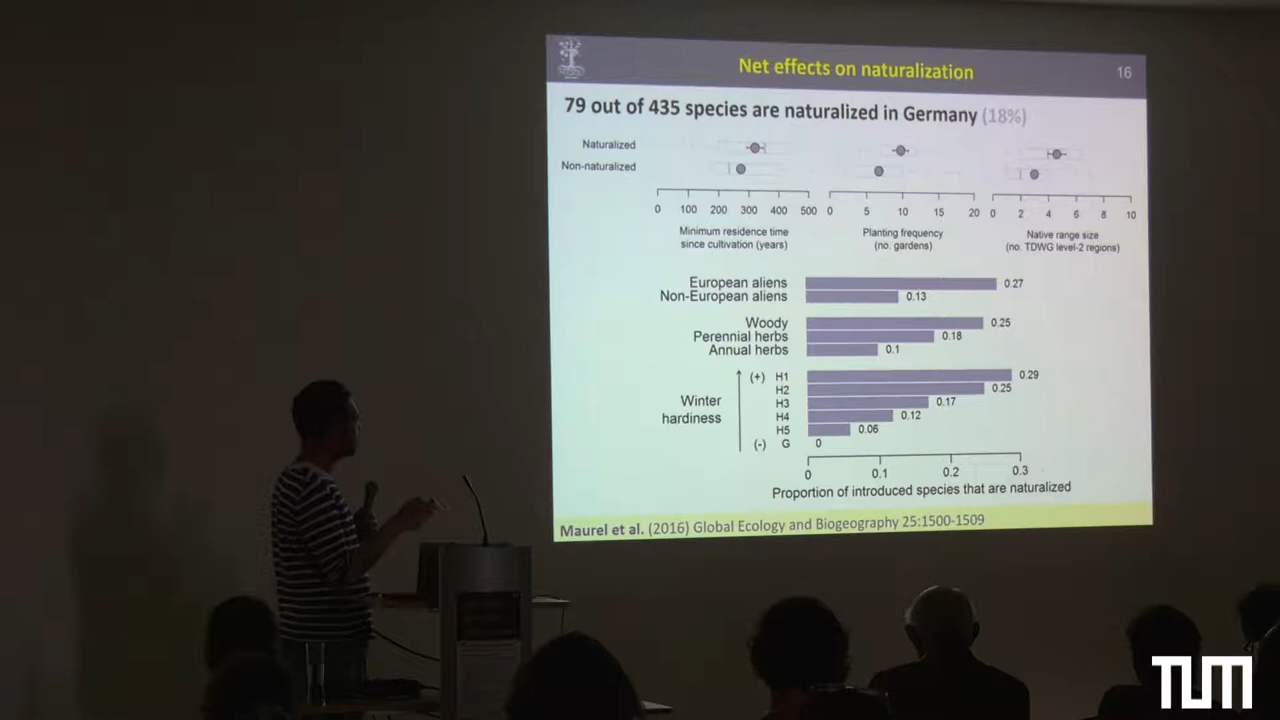 Net effects on naturalization
16
79 out of 435 species are naturalized in Germany (18%)
Naturalized
Non-naturalized
0 100 200 300 400 500
0 5 10 15 20
0 2 4 6 8 10
Minimum residence time
since cultivation (years)
Planting frequency
(no. gardens)
Native range size
(no. TDWG level-2 regions)
European aliens 0.27
Non-European aliens 0.13
Woody 0.25
Perennial herbs 0.18
Annual herbs 0.1
Winter
hardiness
(+) H1 0.29
H2 0.25
H3 0.17
H4 0.12
H5 0.06
(-) G 0
0 0.1 0.2 0.3
Proportion of introduced species that are naturalized
Maurel et al. (2016) Global Ecology and Biogeography 25:1500-1509
TUM